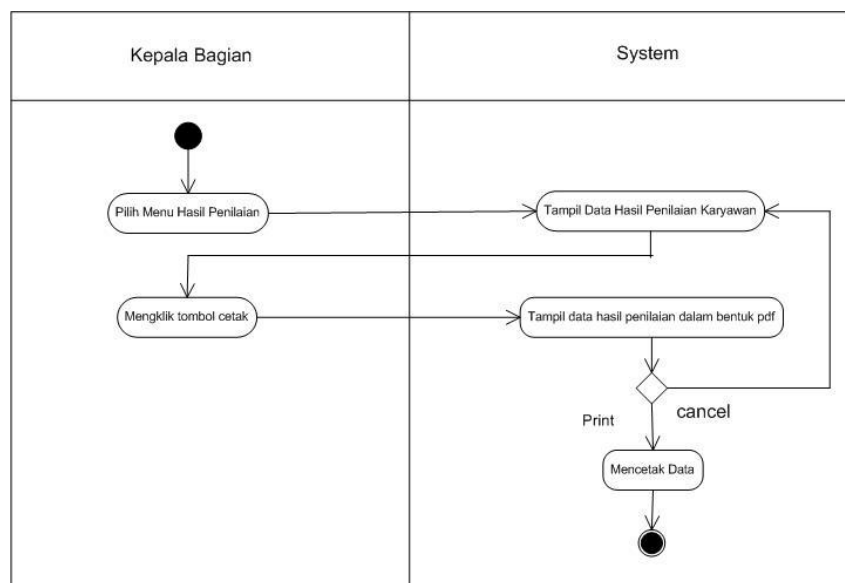 Kepala Bagian
System
Pilih Menu Hasil Penilaian
Tampil Data Hasil Penilaian Karyawan
Mengklik tombol cetak
Tampil data hasil penilaian dalam bentuk pdf
Print
cancel
Mencetak Data